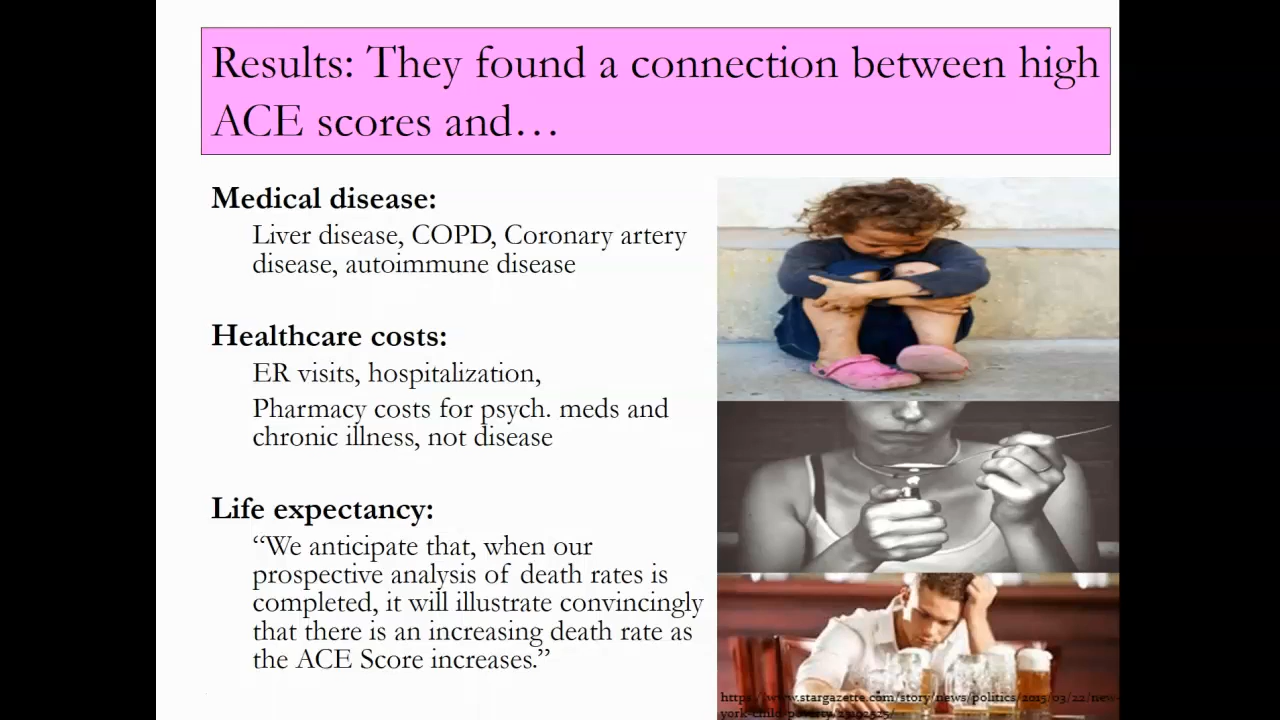 Results: They found a connection between high
ACE scores and…
Medical disease:
Liver disease, COPD, Coronary artery
disease, autoimmune disease
Healthcare costs:
ER visits, hospitalization,
Pharmacy costs for psych. meds and
chronic illness, not disease
Life expectancy:
“We anticipate that, when our
prospective analysis of death rates is
completed, it will illustrate convincingly
that there is an increasing death rate as
the ACE Score increases.”
https://www.stargazette.com/story/news/politics/2015/03/22/new-
york-child-poverty/